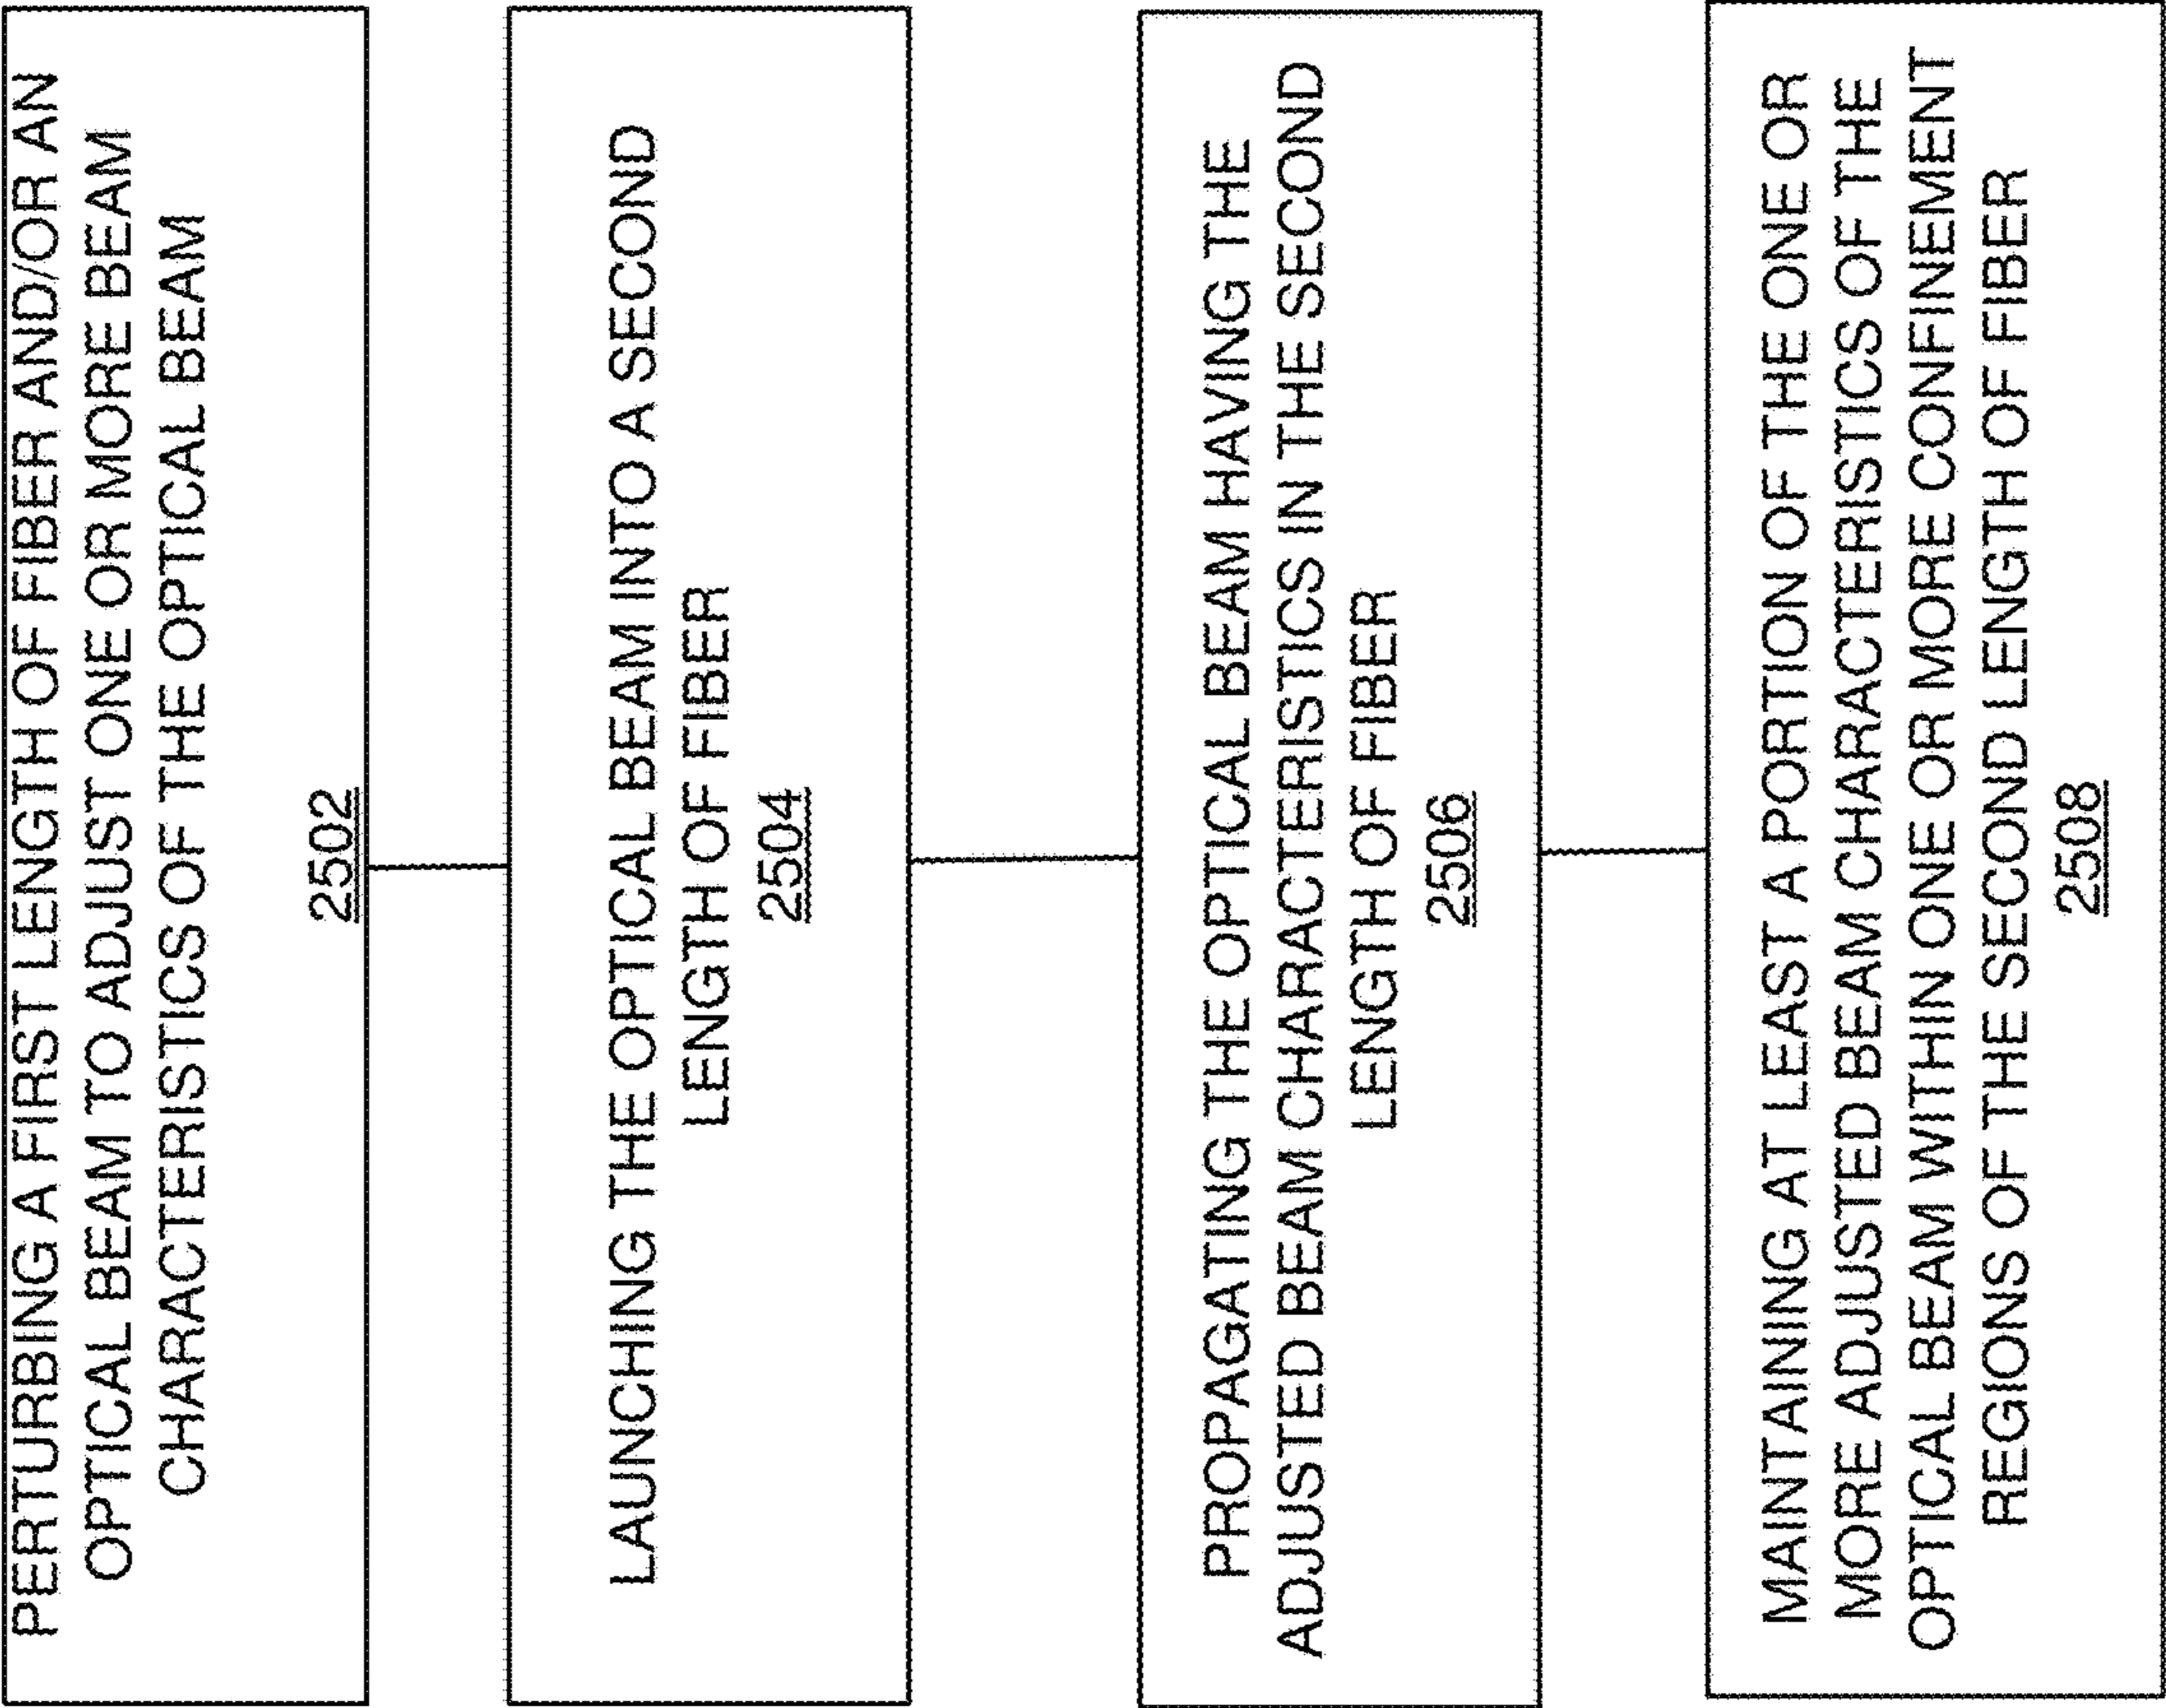 PERTURBING A FIRST LENGTH OF FIBER AND/OR AN
OPTICAL BEAM TO ADJUST ONE OR MORE BEAM
CHARACTERISTICS OF THE OPTICAL BEAM
2502
LAUNCHING THE OPTICAL BEAM INTO A SECOND
LENGTH OF FIBER
2504
PROPAGATING THE OPTICAL BEAM HAVING THE
ADJUSTED BEAM CHARACTERISTICS IN THE SECOND
LENGTH OF FIBER
2506
MAINTAINING AT LEAST A PORTION OF THE ONE OR
MORE ADJUSTED BEAM CHARACTERISTICS OF THE
OPTICAL BEAM WITHIN ONE OR MORE CONFINEMENT
REGIONS OF THE SECOND LENGTH OF FIBER
2508